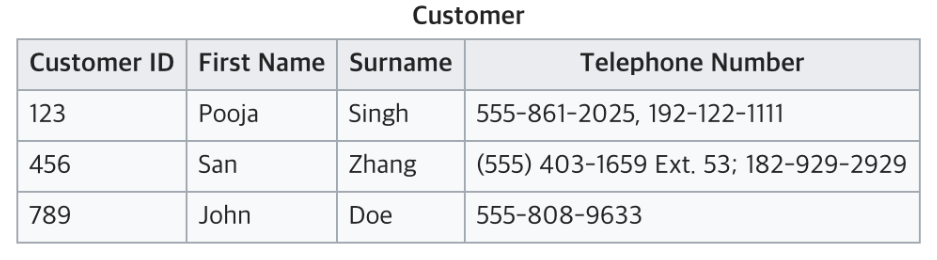 Customer
Customer ID First Name Surname Telephone Number
123 Pooja Singh 555-861-2025, 192-122-1111
456 San Zhang (555) 403-1659 Ext. 53; 182-929-2929
789 John Doe 555-808-9633